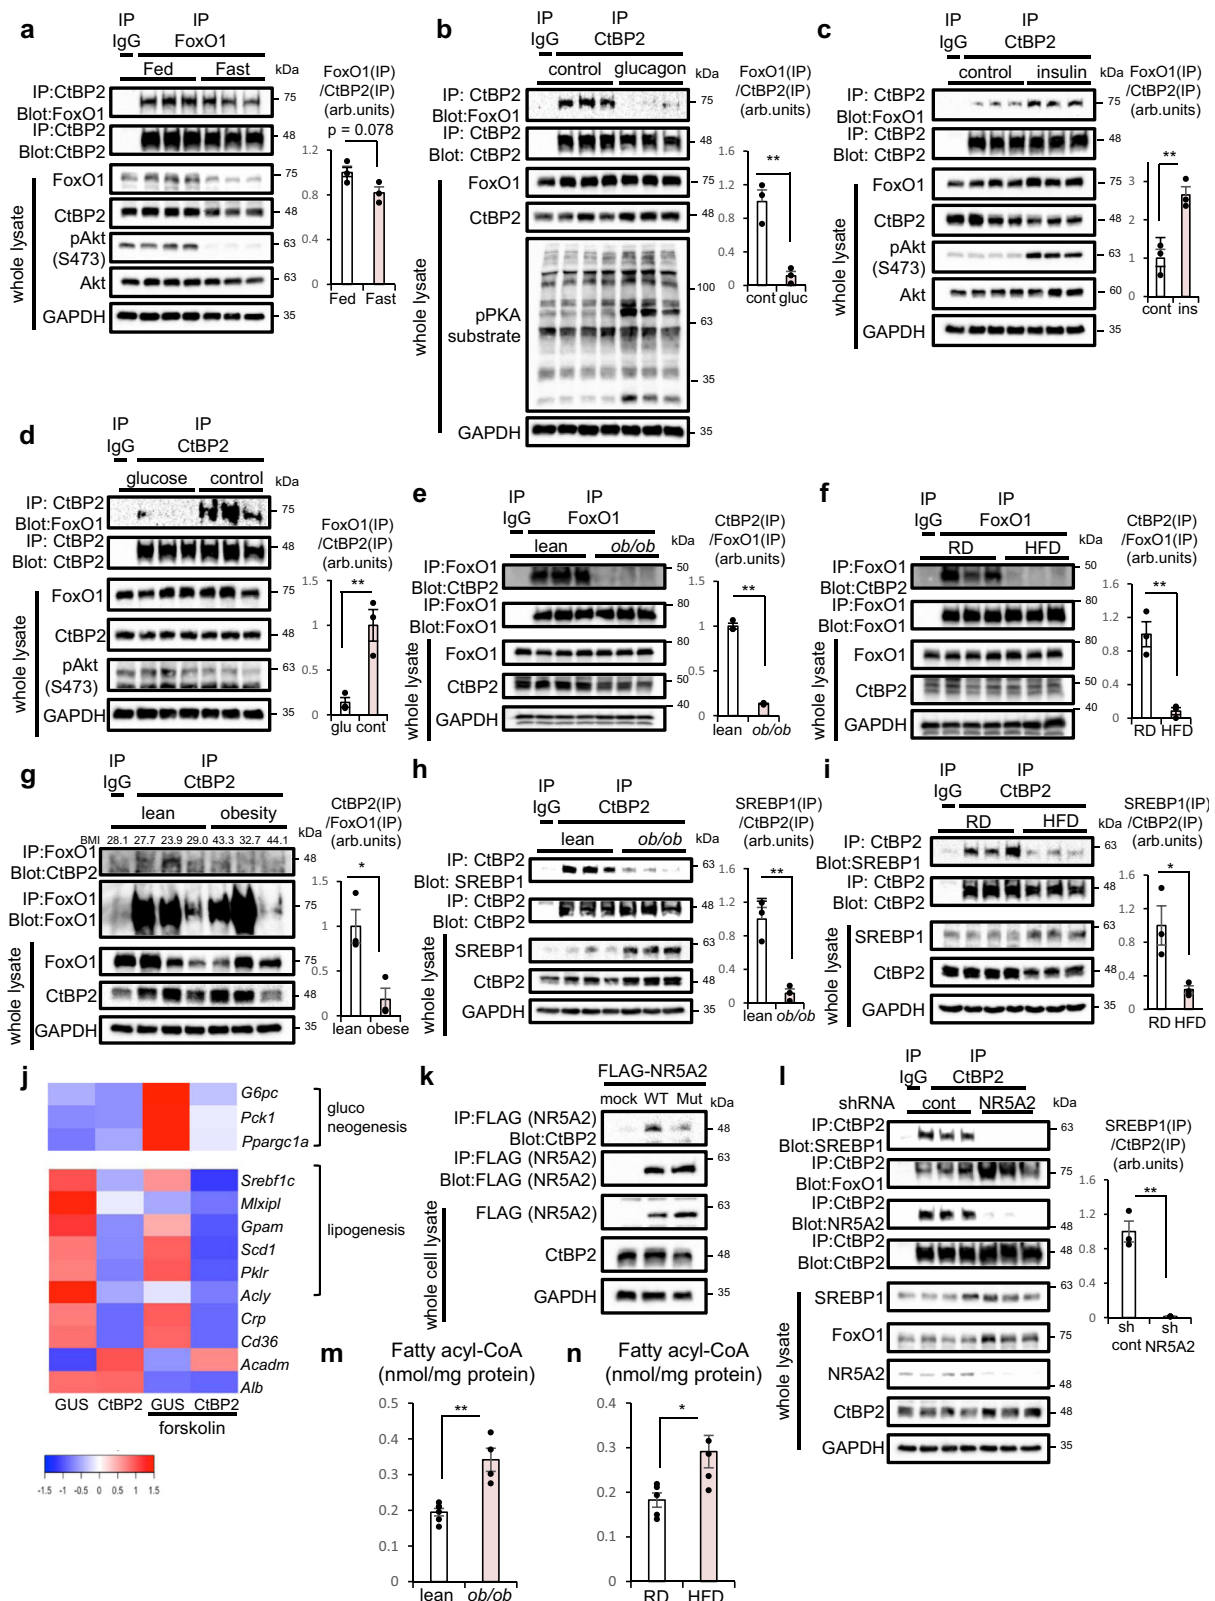 a
IP
IgG
IP
FoxO1
Fed
Fast
kDa
IP:CtBP2
Blot:FoxO1
75
IP:CtBP2
Blot:CtBP2
48
FoxO1
75
CtBP2
48
pAkt
(S473)
63
Akt
63
GAPDH
35
whole lysate
FoxO1(IP)
/CtBP2(IP)
(arb.units)
p = 0.078
1.2
0.8
0.4
0
Fed Fast
b
IP
IgG
IP
CtBP2
control
glucagon
kDa
IP: CtBP2
Blot:FoxO1
75
IP: CtBP2
Blot: CtBP2
48
FoxO1
75
CtBP2
48
pPKA
substrate
100
63
35
GAPDH
35
whole lysate
FoxO1(IP)
/CtBP2(IP)
(arb.units)
**
1.6
1.2
0.8
0.4
0
cont gluc
c
IP
IgG
IP
CtBP2
control
insulin
kDa
IP: CtBP2
Blot:FoxO1
75
IP: CtBP2
Blot: CtBP2
48
FoxO1
75
CtBP2
48
pAkt
(S473)
63
Akt
60
GAPDH
35
whole lysate
FoxO1(IP)
/CtBP2(IP)
(arb.units)
**
3
2
1
0
cont ins
d
IP
IgG
IP
CtBP2
glucose
control
kDa
IP: CtBP2
Blot:FoxO1
75
IP: CtBP2
Blot: CtBP2
48
FoxO1
75
CtBP2
48
pAkt
(S473)
63
GAPDH
35
whole lysate
FoxO1(IP)
/CtBP2(IP)
(arb.units)
**
1.5
1
0.5
0
glu cont
e
IP
IgG
IP
FoxO1
lean
ob/ob
kDa
IP:FoxO1
Blot:CtBP2
50
IP:FoxO1
Blot:FoxO1
80
FoxO1
80
CtBP2
50
GAPDH
40
whole lysate
CtBP2(IP)
/FoxO1(IP)
(arb.units)
**
1.5
1
0.5
0
lean ob/ob
f
IP
IgG
IP
FoxO1
RD
HFD
kDa
IP:FoxO1
Blot:CtBP2
50
IP:FoxO1
Blot:FoxO1
80
FoxO1
80
CtBP2
50
GAPDH
40
whole lysate
CtBP2(IP)
/FoxO1(IP)
(arb.units)
**
1.6
1.2
0.8
0.4
0
RD HFD
g
IP
IgG
IP
CtBP2
lean
obesity
BMI 28.1 27.7 23.9 29.0 43.3 32.7 44.1
kDa
IP:FoxO1
Blot:CtBP2
48
IP:FoxO1
Blot:FoxO1
75
FoxO1
75
CtBP2
48
GAPDH
35
whole lysate
CtBP2(IP)
/FoxO1(IP)
(arb.units)
*
1.5
1
0.5
0
lean obese
h
IP
IgG
IP
CtBP2
lean
ob/ob
kDa
IP: CtBP2
Blot: SREBP1
63
IP: CtBP2
Blot: CtBP2
48
SREBP1
63
CtBP2
48
GAPDH
35
whole lysate
SREBP1(IP)
/CtBP2(IP)
(arb.units)
**
1.6
1.2
0.8
0.4
0
lean ob/ob
i
IP
IgG
IP
CtBP2
RD
HFD
kDa
IP: CtBP2
Blot:SREBP1
63
IP: CtBP2
Blot: CtBP2
48
SREBP1
63
CtBP2
48
GAPDH
35
whole lysate
SREBP1(IP)
/CtBP2(IP)
(arb.units)
*
1.6
1.2
0.8
0.4
0
RD HFD
j
G6pc
Pck1
Ppargc1a
gluco
neogenesis
Srebf1c
Mlxipl
Gpam
Scd1
Pklr
Acly
lipogenesis
Crp
Cd36
Acadm
Alb
GUS CtBP2 GUS CtBP2
forskolin
-1.5 -1 -0.5 0 0.5 1 1.5
k
FLAG-NR5A2
mock WT Mut
kDa
IP:FLAG (NR5A2)
Blot:CtBP2
48
IP:FLAG (NR5A2)
Blot:FLAG (NR5A2)
63
FLAG (NR5A2)
63
CtBP2
48
GAPDH
35
whole cell lysate
l
IP
IgG
IP
CtBP2
shRNA
cont
NR5A2
kDa
IP:CtBP2
Blot:SREBP1
63
IP:CtBP2
Blot:FoxO1
75
IP:CtBP2
Blot:NR5A2
48
IP:CtBP2
Blot:CtBP2
SREBP1
63
FoxO1
75
NR5A2
CtBP2
48
GAPDH
35
whole lysate
SREBP1(IP)
/CtBP2(IP)
(arb.units)
**
1.2
0.8
0.4
0
sh sh
cont NR5A2
m
Fatty acyl-CoA
(nmol/mg protein)
**
0.5
0.4
0.3
0.2
0.1
0
lean ob/ob
n
Fatty acyl-CoA
(nmol/mg protein)
*
0.4
0.3
0.2
0.1
0
RD HFD